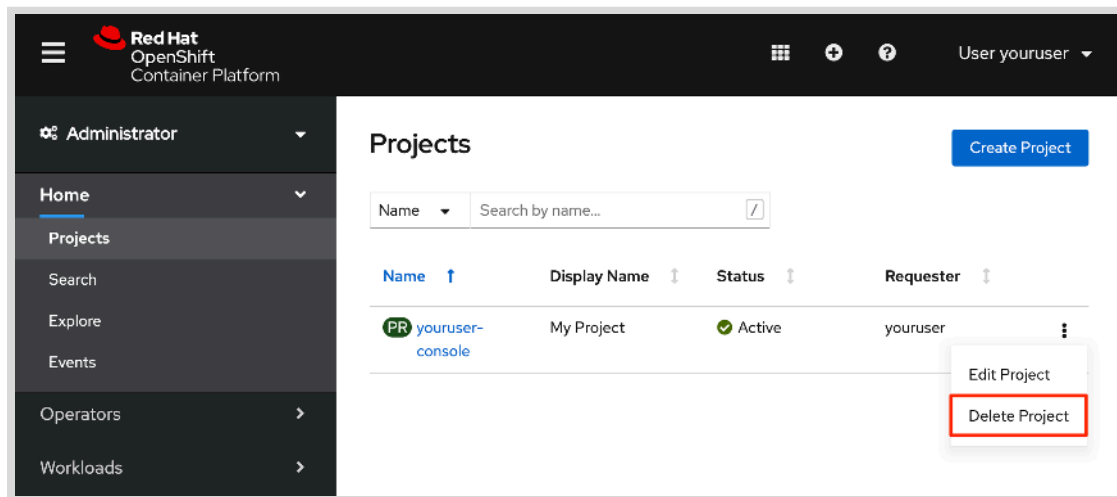 Red Hat
OpenShift
Container Platform
User youruser
Administrator
Home
Projects
Search
Explore
Events
Operators
Workloads
Projects
Create Project
Name
Search by name...
/
Name Display Name Status Requester
PR youruser-
console
My Project
Active
youruser
Edit Project
Delete Project